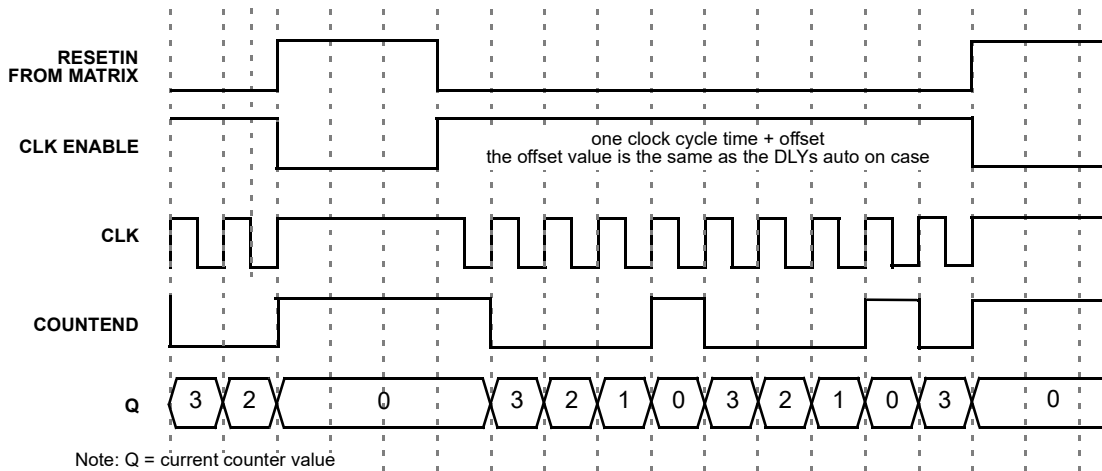 RESETIN
FROM MATRIX
CLK ENABLE
one clock cycle time + offset
the offset value is the same as the DLYs auto on case
CLK
COUNTEND
Q 3 2 0 3 2 1 0 3 2 1 0 3 0
Note: Q = current counter value